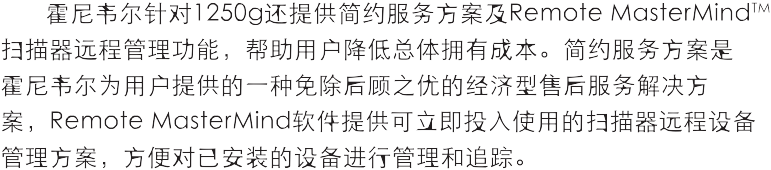 霍尼韦尔针对1250g还提供简约服务方案及Remote MasterMind™
扫描器远程管理功能，帮助用户降低总体拥有成本。简约服务方案是
霍尼韦尔为用户提供的一种免除后顾之优的经济型售后服务解决方
案，Remote MasterMind软件提供可立即投入使用的扫描器远程设备
管理方案，方便对已安装的设备进行管理和追踪。